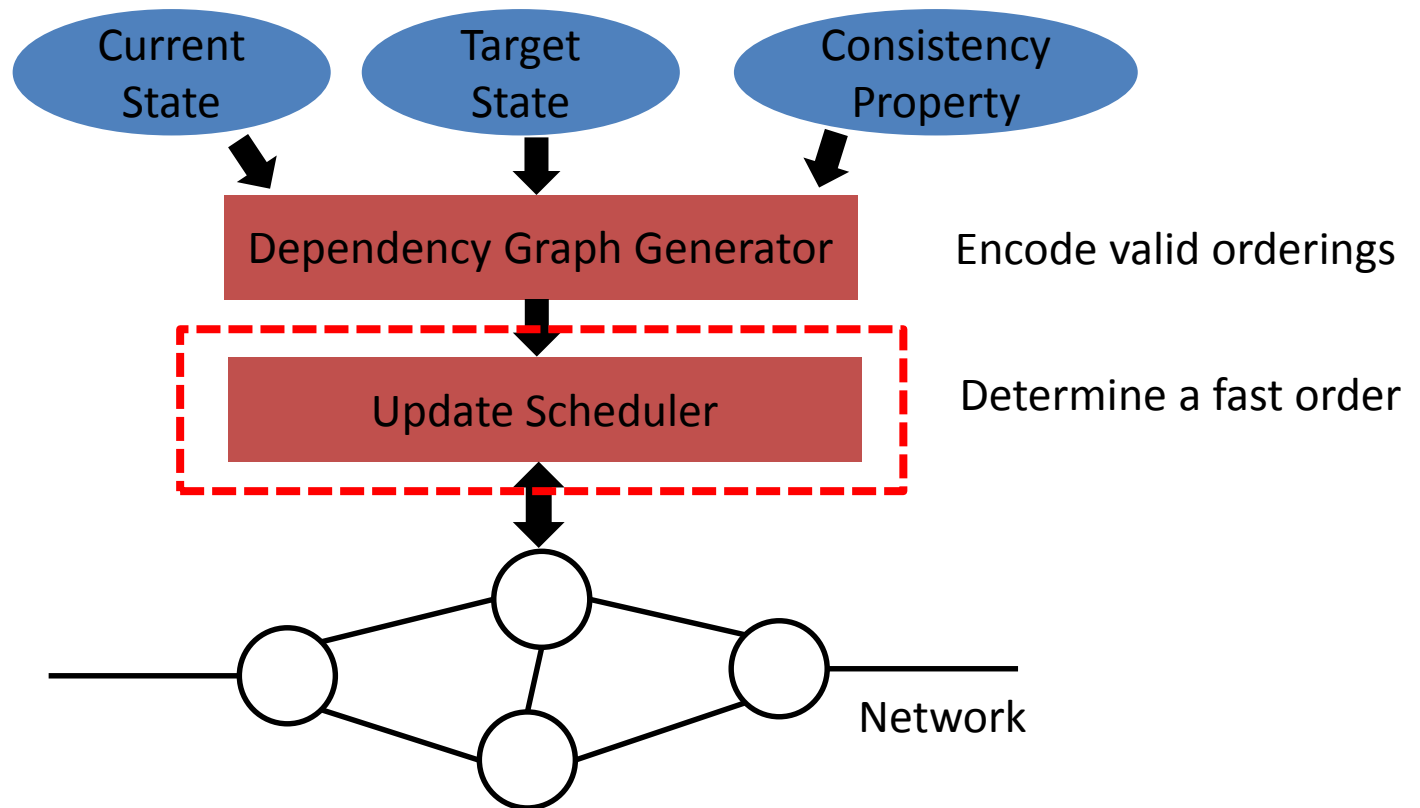 Current
State
Target
State
Consistency
Property
Dependency Graph Generator
Encode valid orderings
Update Scheduler
Determine a fast order
Network